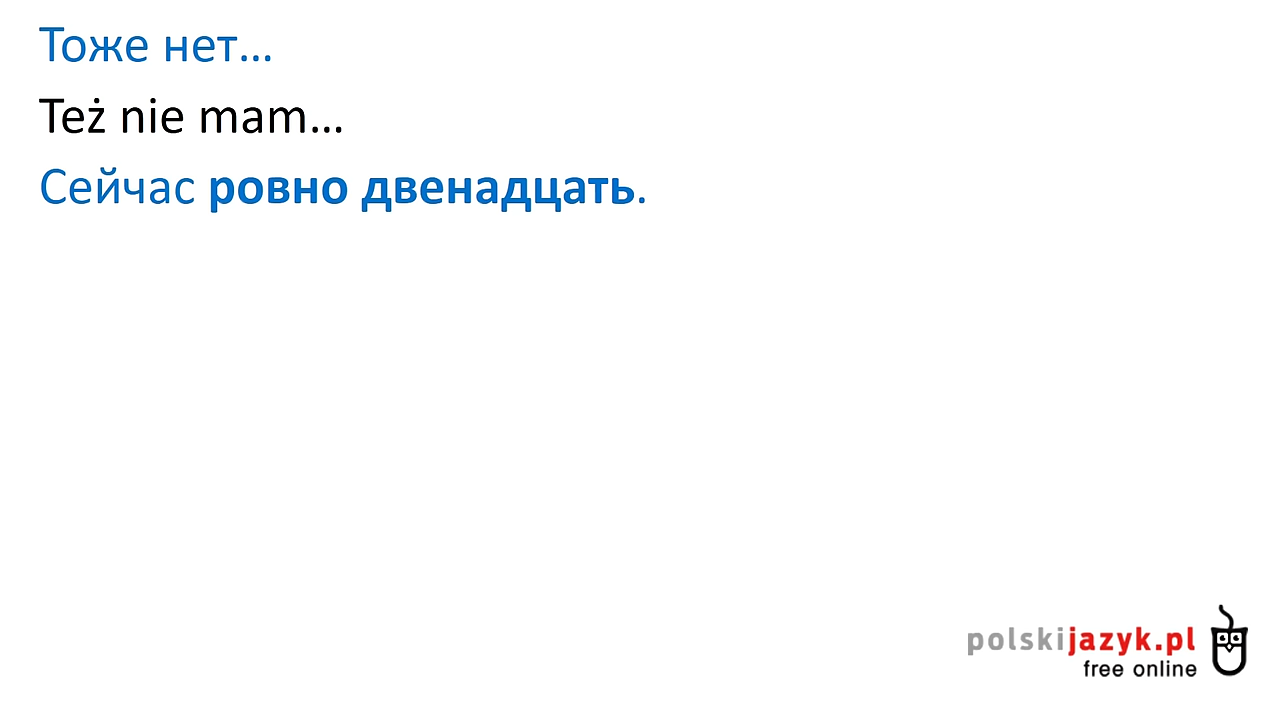 Тоже нет…
Też nie mam…
Сейчас ровно двенадцать.
polskijazyk.pl
free online